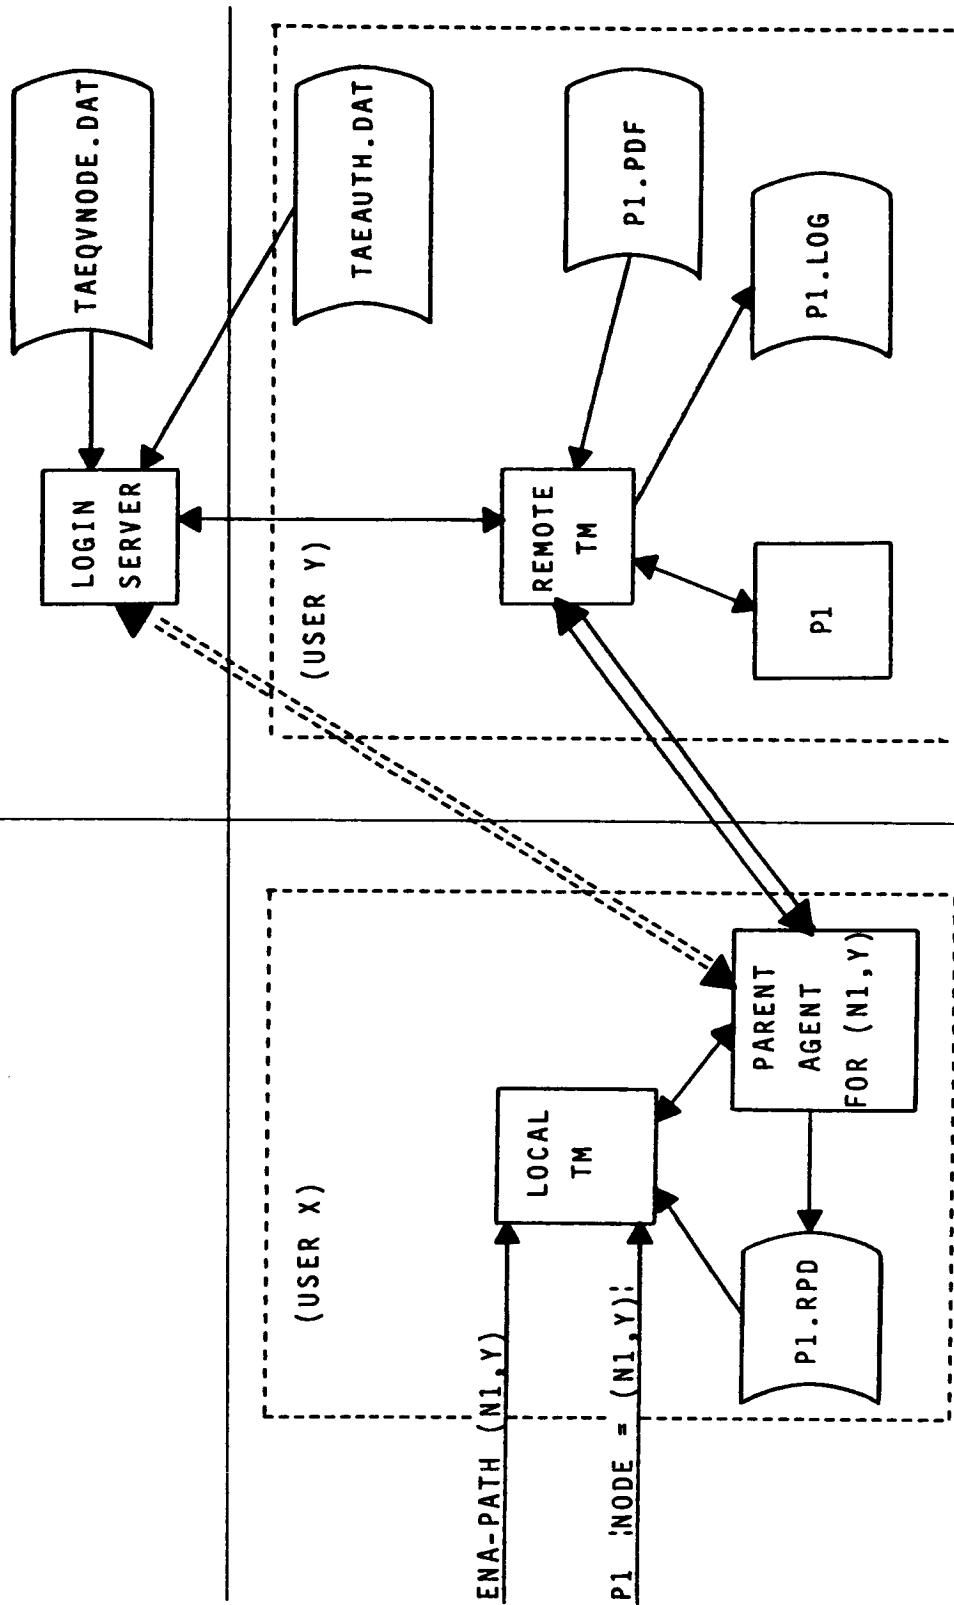 TAEQVNODE.DAT
LOGIN
SERVER
TAEAUTH.DAT
(USER Y)
P1.PDF
REMOTE
TM
P1.LOG
P1
(USER X)
LOCAL
TM
PARENT
AGENT
FOR (N1,Y)
P1.RPD
ENA-PATH (N1,Y)
P1 |NODE = (N1,Y)|